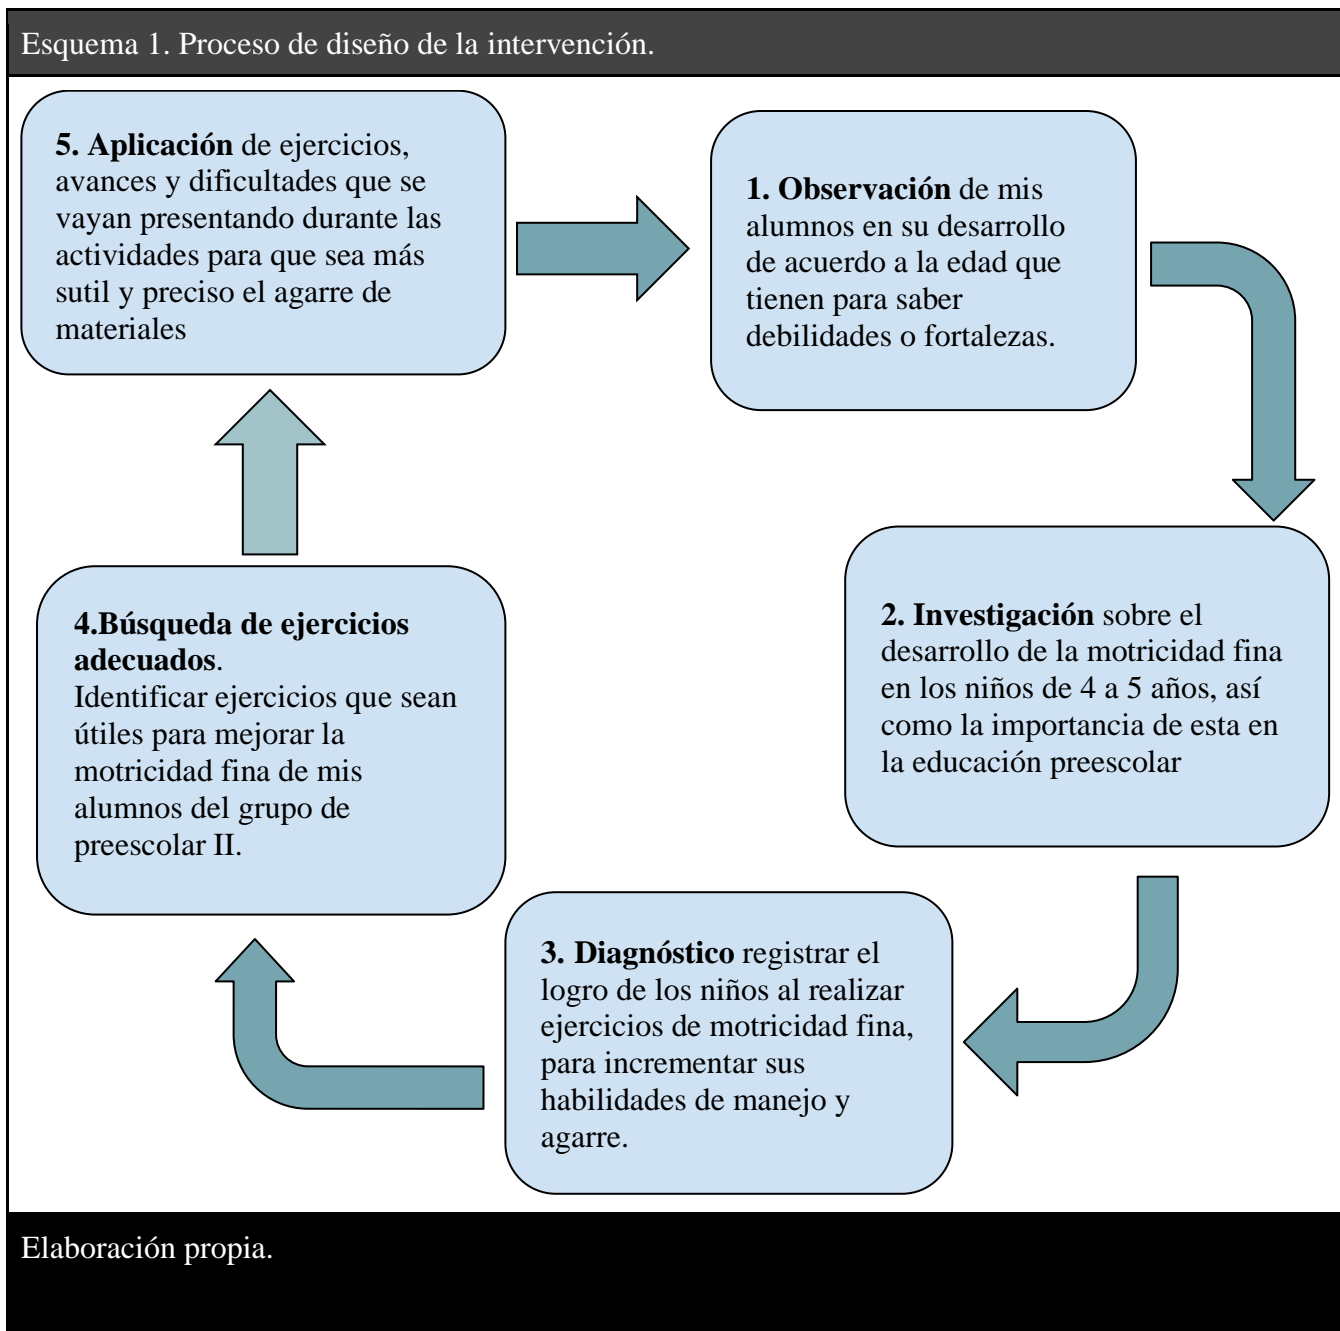 Esquema 1. Proceso de diseño de la intervención.
5. Aplicación de ejercicios,
avances y dificultades que se
vayan presentando durante las
actividades para que sea más
sutil y preciso el agarre de
materiales
1. Observación de mis
alumnos en su desarrollo
de acuerdo a la edad que
tienen para saber
debilidades o fortalezas.
2. Investigación sobre el
desarrollo de la motricidad fina
en los niños de 4 a 5 años, así
como la importancia de esta en
la educación preescolar
3. Diagnóstico registrar el
logro de los niños al realizar
ejercicios de motricidad fina,
para incrementar sus
habilidades de manejo y
agarre.
4.Búsqueda de ejercicios
adecuados.
Identificar ejercicios que sean
útiles para mejorar la
motricidad fina de mis
alumnos del grupo de
preescolar II.
Elaboración propia.